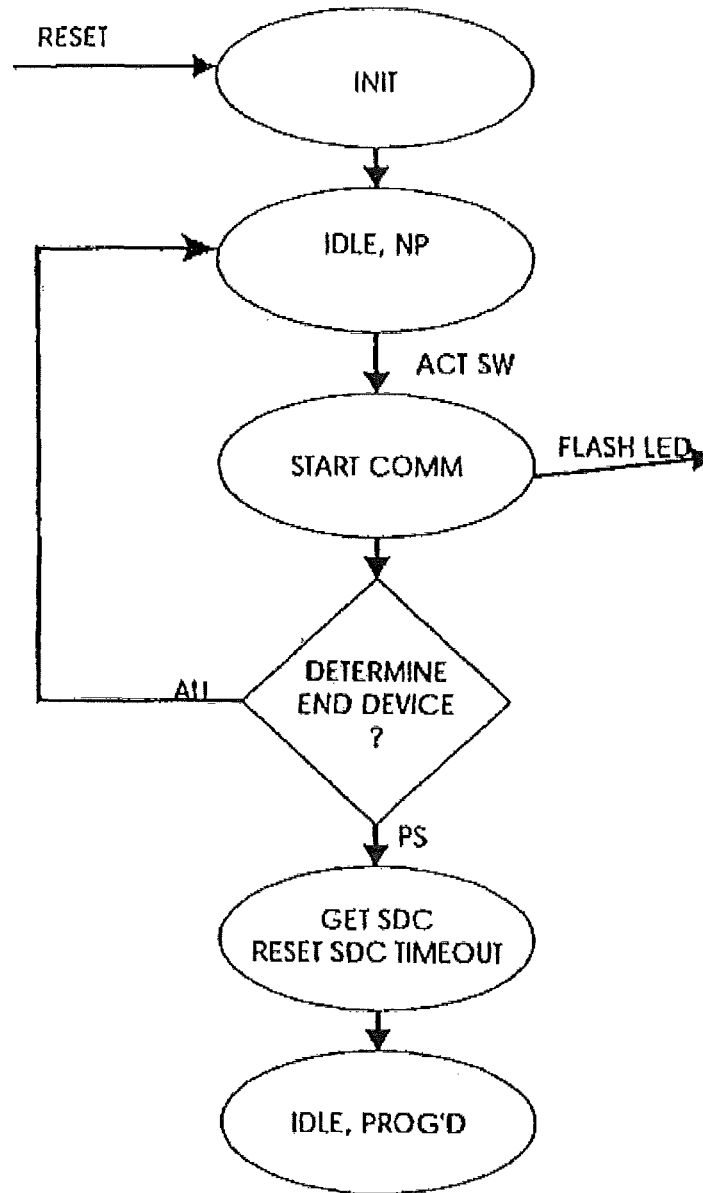 RESET
INIT
IDLE, NP
ACT SW
START COMM
FLASH LED
DETERMINE
END DEVICE
?
AU
PS
GET SDC
RESET SDC TIMEOUT
IDLE, PROG'D